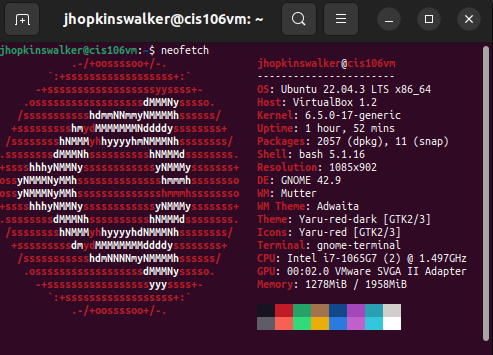 jhopkinswalker@cis106vm: ~
jhopkinswalker@cis106vm:~$ neofetch
.-/+oossssoo+/-.
`:+ssssssssssssssssss+:`
-+ssssssssssssssssssyyssss+-
.ossssssssssssssssssdMMMNysssso.
/ssssssssssshdmmNNmmyNMMMMhssssss/
+ssssssssshmydMMMMMMMNddddyssssssss+
/sssssssshNMMMyhhyyyyhmNMMMNhssssssss/
.ssssssssdMMMNhsssssssssshNMMMdssssssss.
+sssshhhyNMMNyssssssssssssyNMMMysssssss+
ossyNMMMNyMMhsssssssssssssshmmmhssssssso
ossyNMMMNyMMhsssssssssssssshmmmhssssssso
+sssshhhyNMMNyssssssssssssyNMMMysssssss+
.ssssssssdMMMNhsssssssssshNMMMdssssssss.
/sssssssshNMMMyhhyyyyhdNMMMNhssssssss/
+sssssssssdmydMMMMMMMMddddyssssssss+
/ssssssssssshdmNNNNmyNMMMMhssssss/
.ossssssssssssssssssdMMMNysssso.
-+sssssssssssssssssyyyssss+-
`:+ssssssssssssssssss+:`
.-/+oossssoo+/-.
jhopkinswalker@cis106vm
-----------------------
OS: Ubuntu 22.04.3 LTS x86_64
Host: VirtualBox 1.2
Kernel: 6.5.0-17-generic
Uptime: 1 hour, 52 mins
Packages: 2057 (dpkg), 11 (snap)
Shell: bash 5.1.16
Resolution: 1085x902
DE: GNOME 42.9
WM: Mutter
WM Theme: Adwaita
Theme: Yaru-red-dark [GTK2/3]
Icons: Yaru-red [GTK2/3]
Terminal: gnome-terminal
CPU: Intel i7-1065G7 (2) @ 1.497GHz
GPU: 00:02.0 VMware SVGA II Adapter
Memory: 1278MiB / 1958MiB